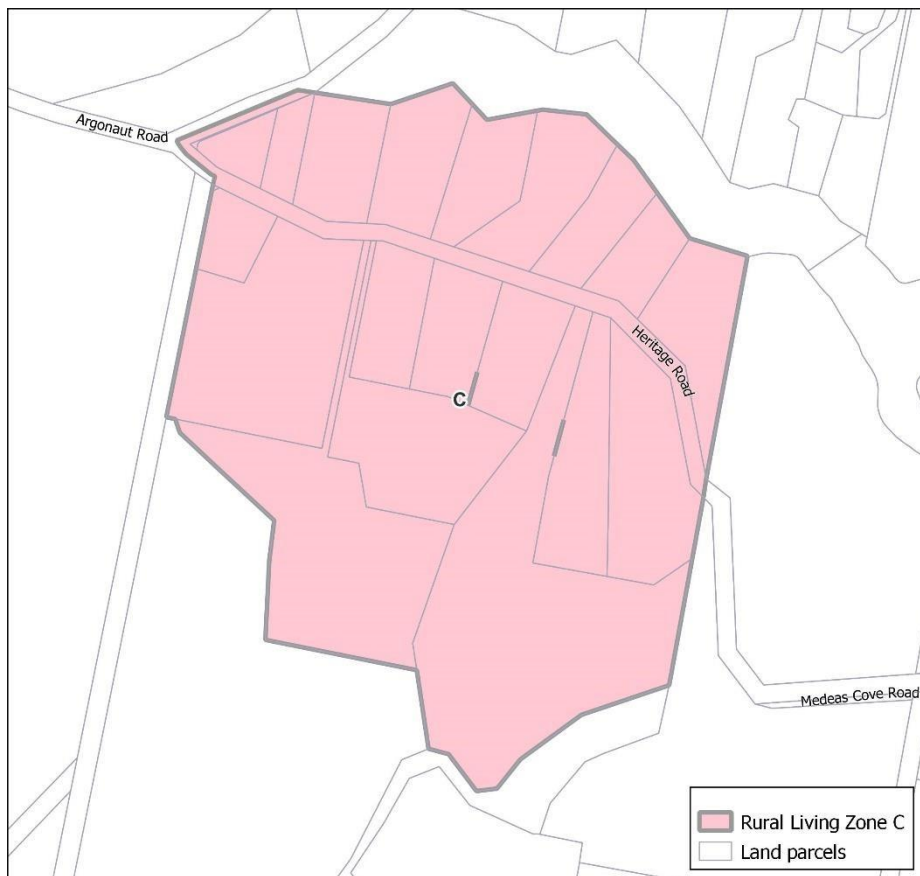 Argonaut Road
Heritage Road
C
Medeas Cove Road
Rural Living Zone C
Land parcels